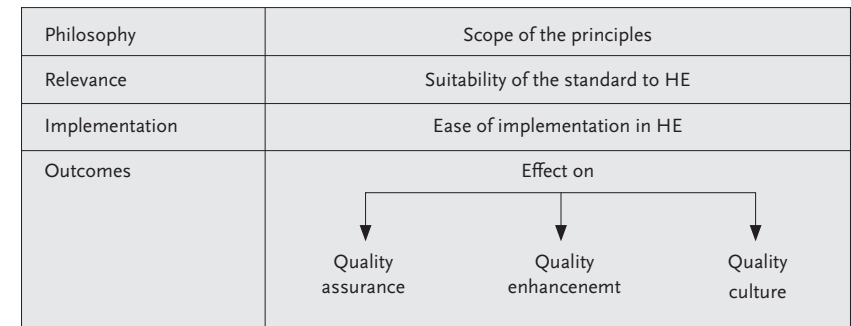 Philosophy Scope of the principles
Relevance Suitability of the standard to HE
Implementation Ease of implementation in HE
Outcomes Effect on
Quality Quality Quality
assurance enhancenemt culture